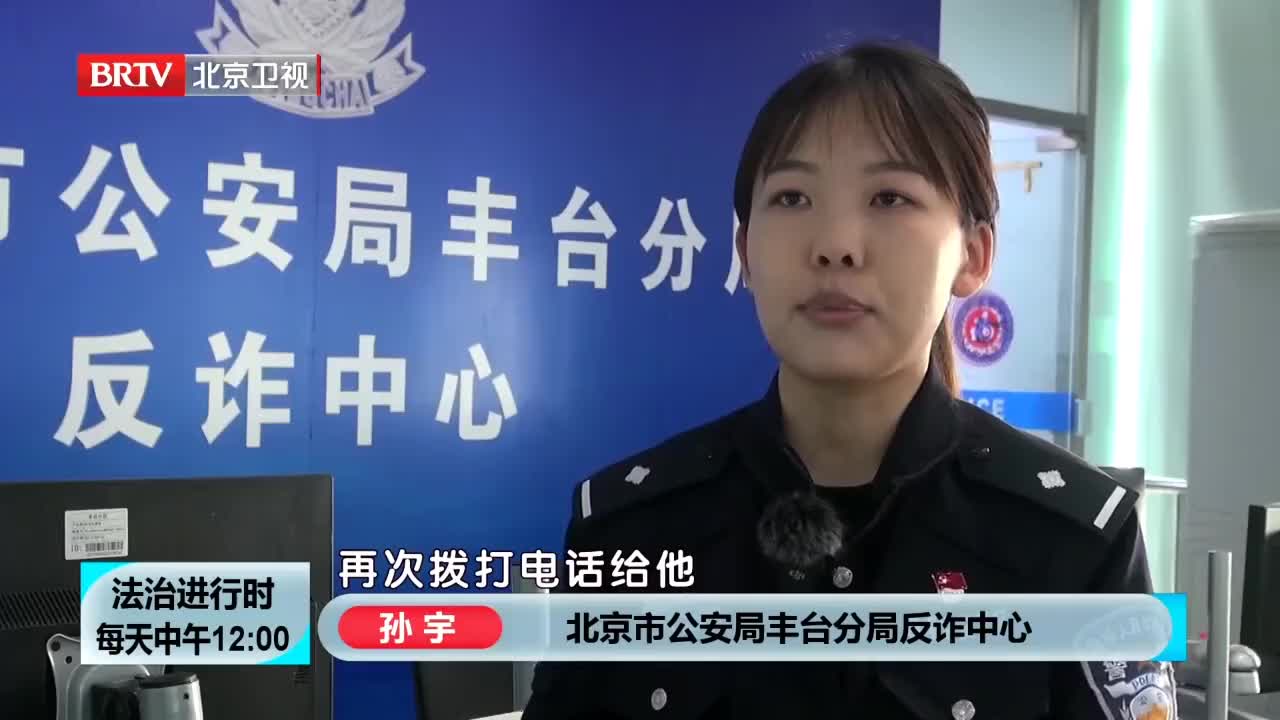 BRTV 北京卫视
公安局丰台分局
反诈中心
再次拨打电话给他
法治进行时
每天中午12:00
孙宇
北京市公安局丰台分局反诈中心
警